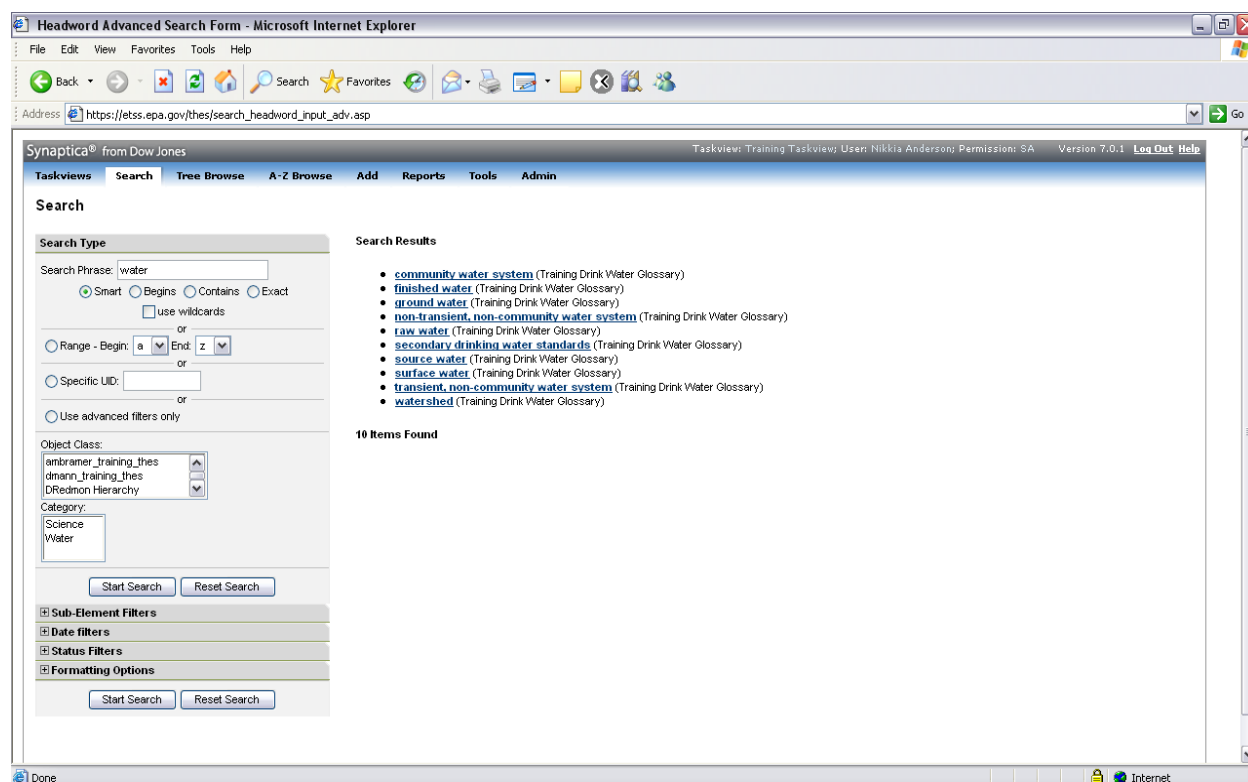 Headword Advanced Search Form - Microsoft Internet Explorer
File Edit View Favorites Tools Help
Back Search Favorites
Address https://etss.epa.gov/thes/search_headword_input_adv.asp Go
Synaptica® from Dow Jones Taskview: Training Taskview; User: Nikkia Anderson; Permission: SA Version 7.0.1 Log Out Help
Taskviews Search Tree Browse A-Z Browse Add Reports Tools Admin
Search
Search Type
Search Phrase: water
Smart Begins Contains Exact
use wildcards
or
Range - Begin: a End: z
or
Specific UID:
or
Use advanced filters only
Object Class:
ambramer_training_thes
dmann_training_thes
DRedmon Hierarchy
Category:
Science
Water
Start Search Reset Search
Sub-Element Filters
Date filters
Status Filters
Formatting Options
Start Search Reset Search
Search Results
community water system (Training Drink Water Glossary)
finished water (Training Drink Water Glossary)
ground water (Training Drink Water Glossary)
non-transient, non-community water system (Training Drink Water Glossary)
raw water (Training Drink Water Glossary)
secondary drinking water standards (Training Drink Water Glossary)
source water (Training Drink Water Glossary)
surface water (Training Drink Water Glossary)
transient, non-community water system (Training Drink Water Glossary)
watershed (Training Drink Water Glossary)
10 Items Found
Done Internet